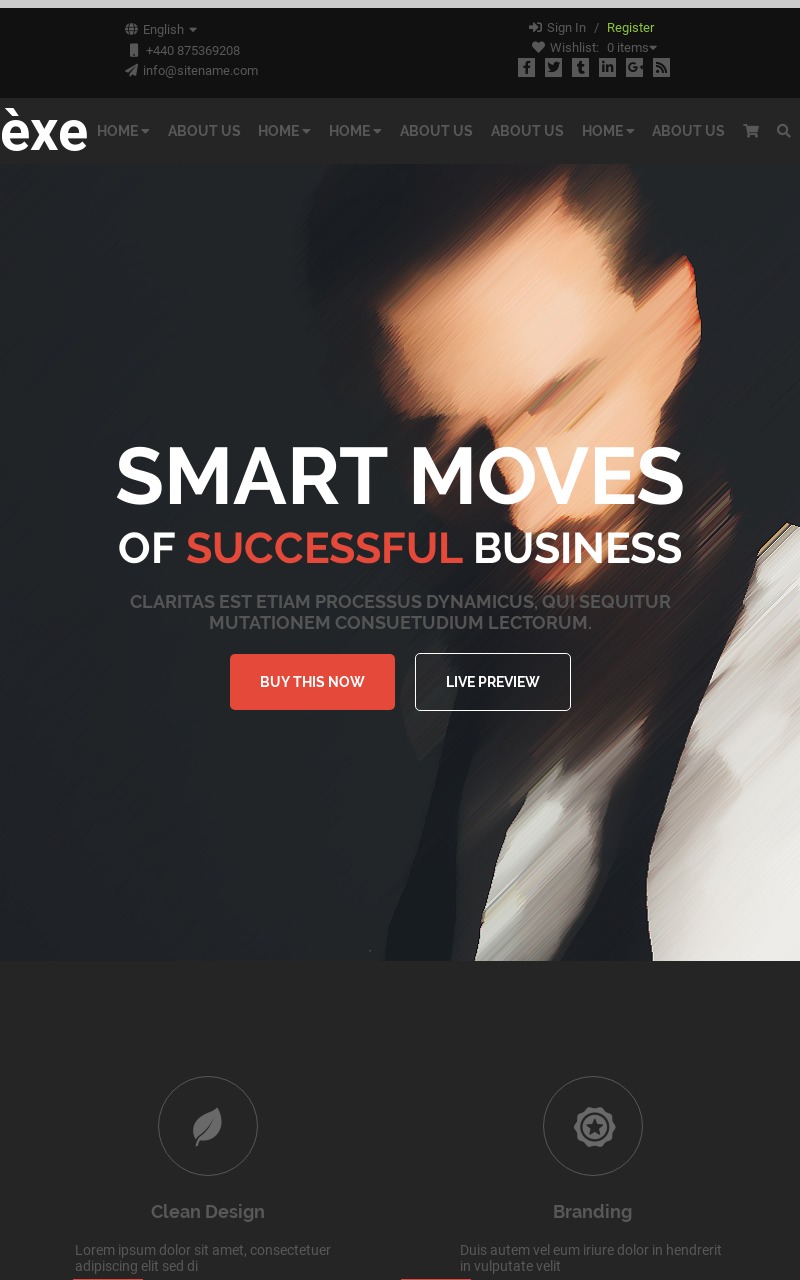 English
+440 875369208
info@sitename.com
Sign In / Register
Wishlist: 0 items
èxe
HOME ABOUT US HOME HOME ABOUT US ABOUT US HOME ABOUT US
SMART MOVES
OF SUCCESSFUL BUSINESS
CLARITAS EST ETIAM PROCESSUS DYNAMICUS, QUI SEQUITUR
MUTATIONEM CONSUETUDIUM LECTORUM.
BUY THIS NOW
LIVE PREVIEW
Clean Design
Lorem ipsum dolor sit amet, consectetuer
adipiscing elit sed di
Branding
Duis autem vel eum iriure dolor in hendrerit
in vulputate velit